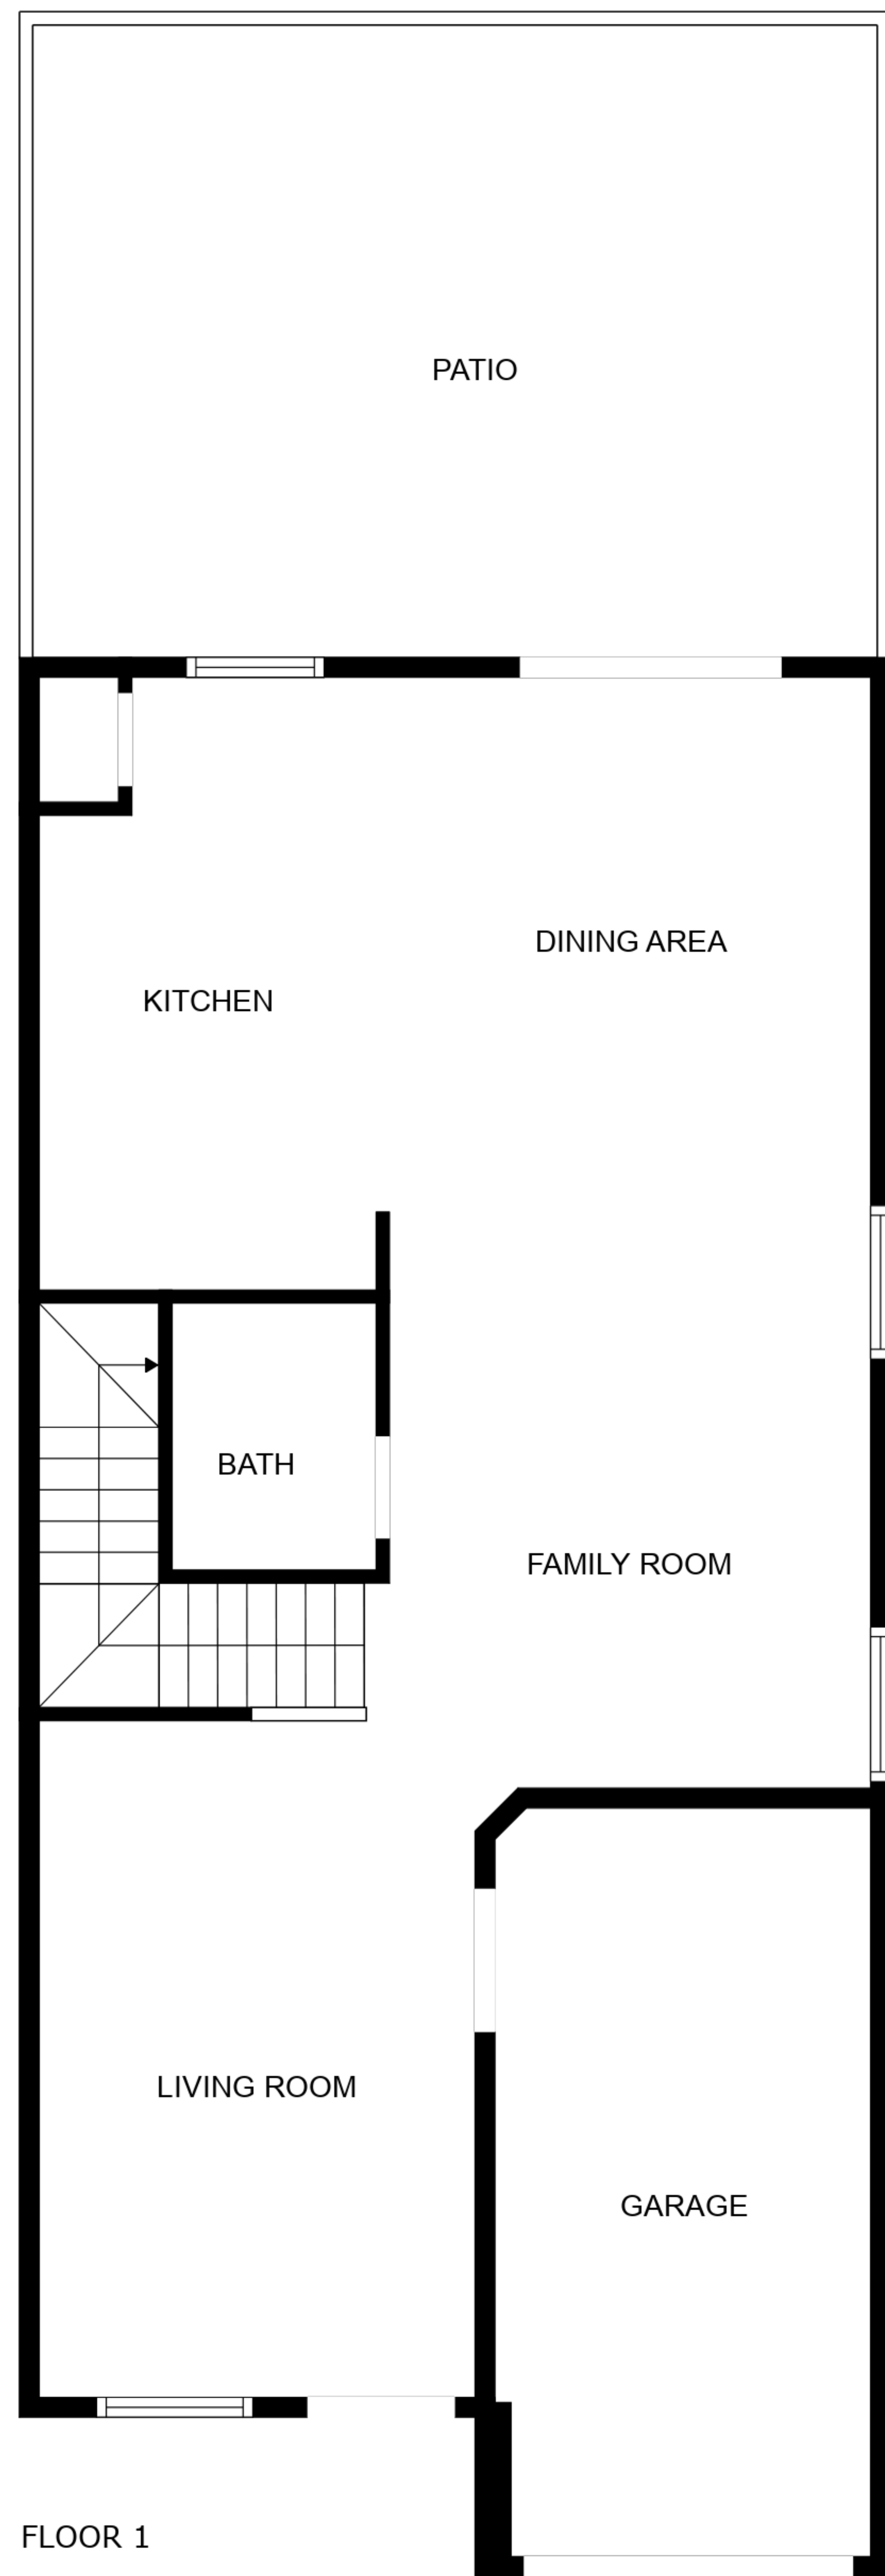 PATIO
DINING AREA
KITCHEN
BATH
FAMILY ROOM
LIVING ROOM
GARAGE
FLOOR 1